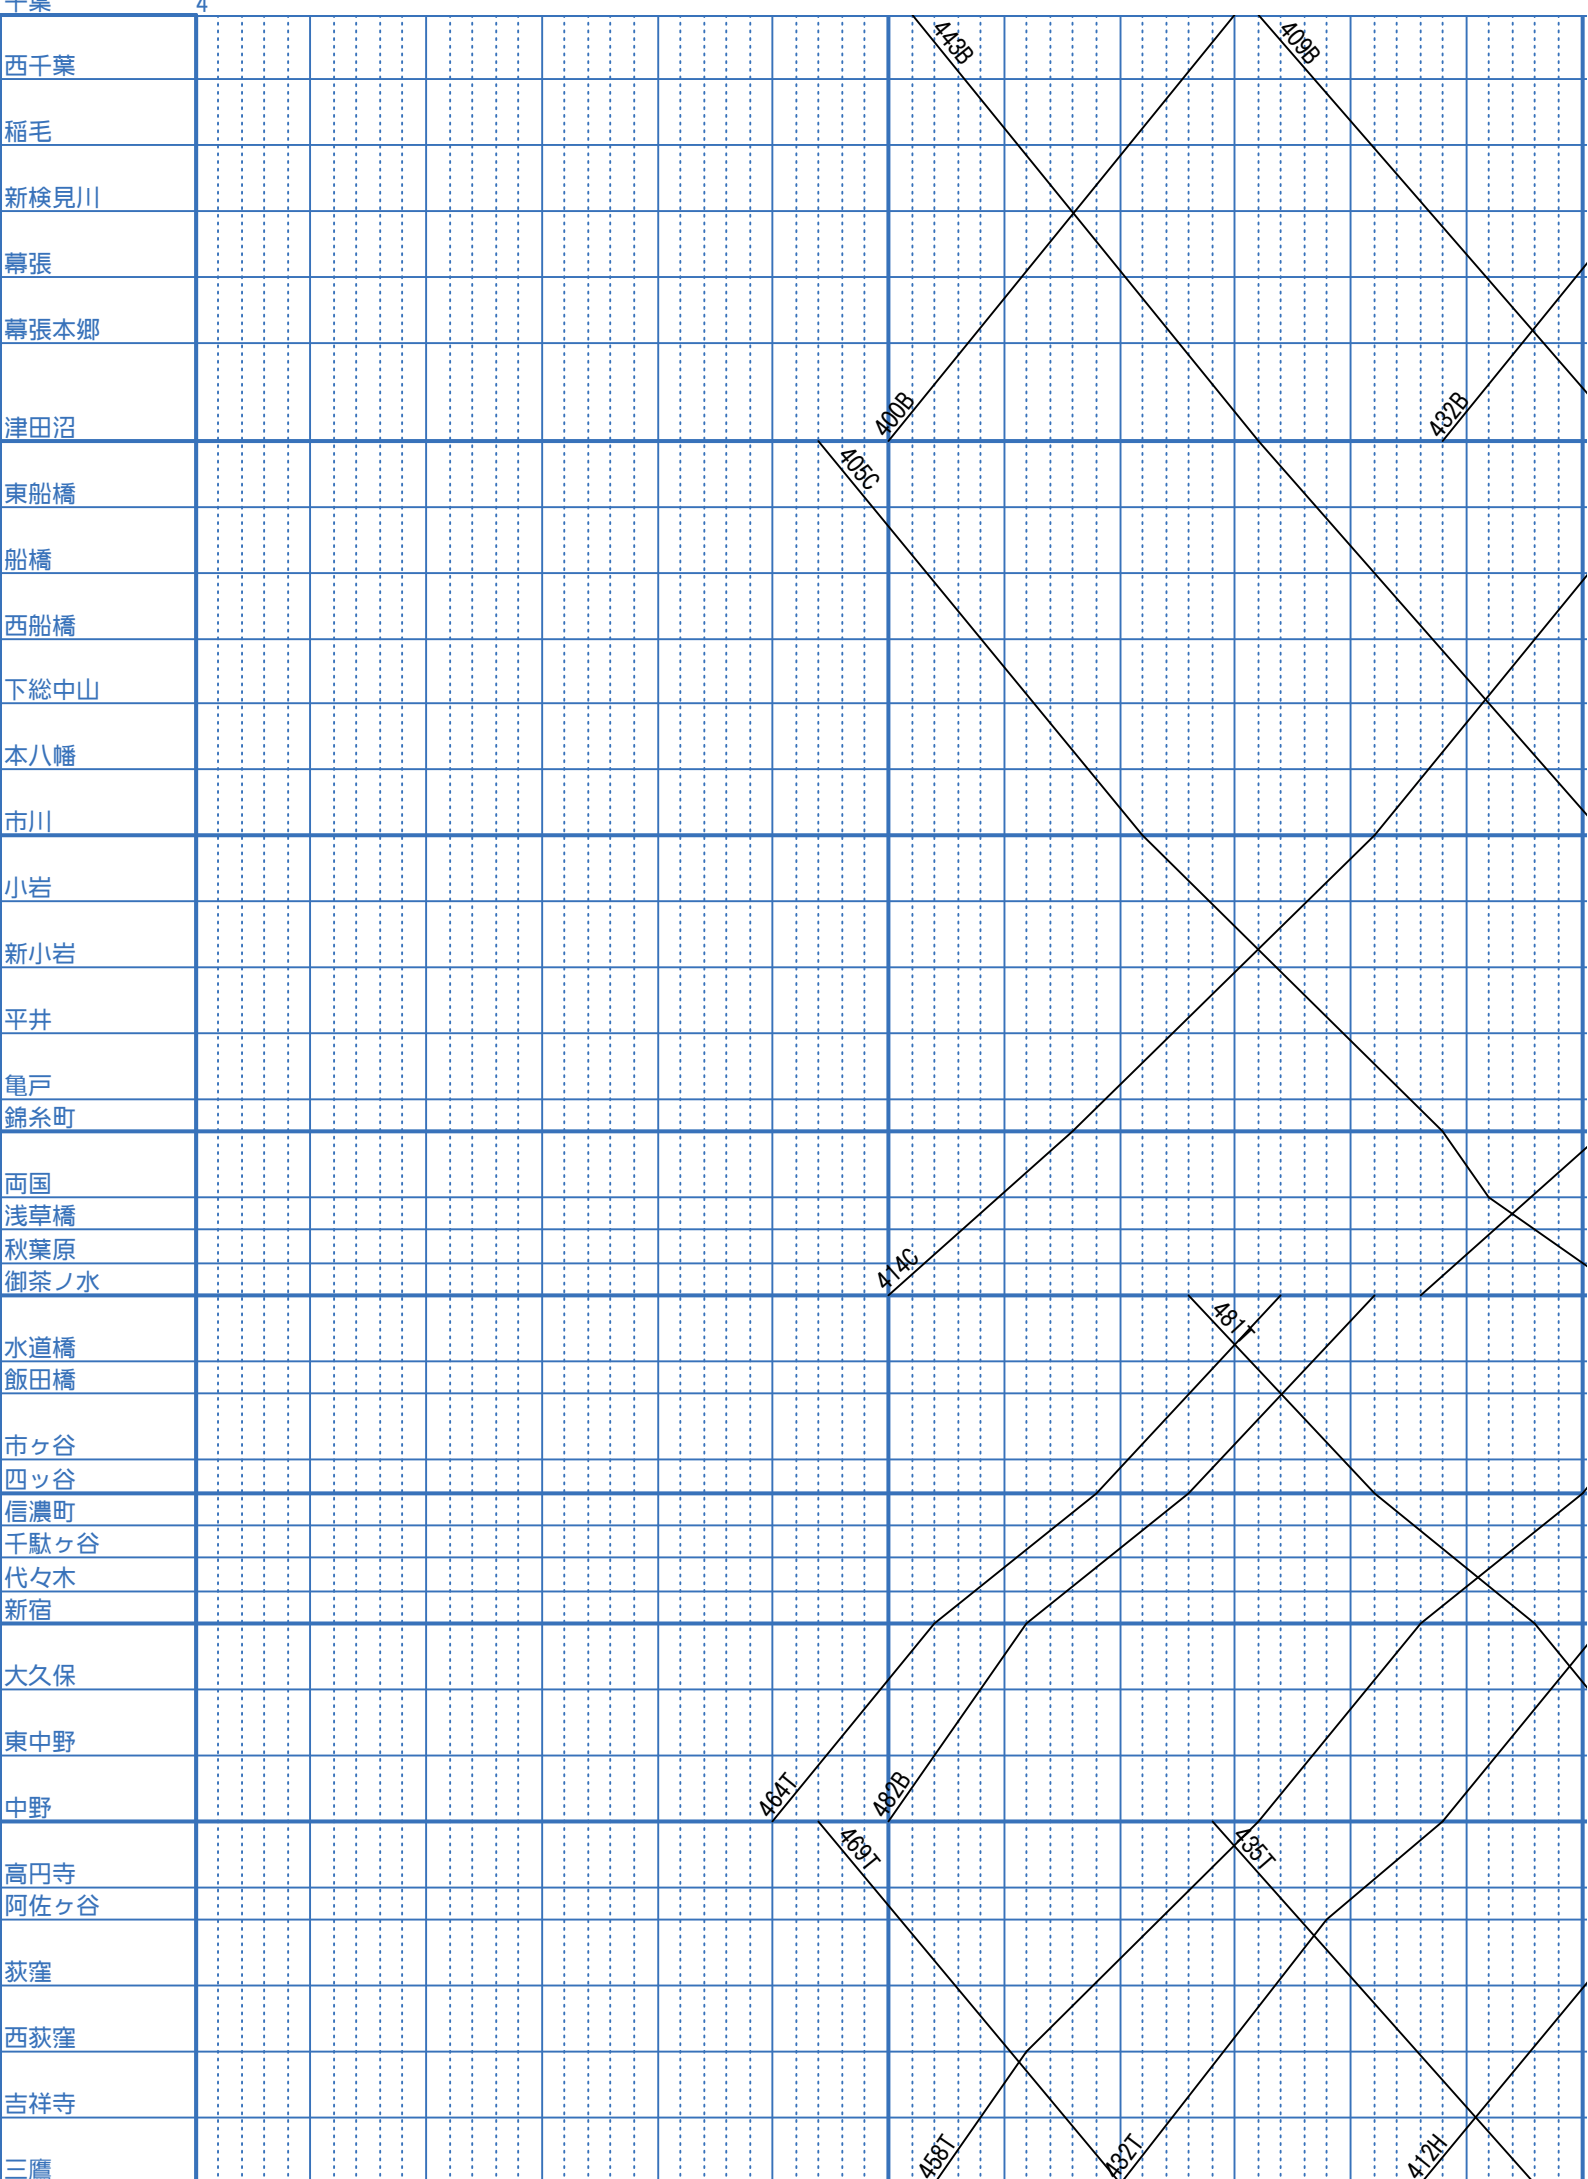 千葉 4
443B 409B
西千葉
稲毛
新検見川
幕張
幕張本郷
400B 432B
津田沼
405C
東船橋
船橋
西船橋
下総中山
本八幡
市川
小岩
新小岩
平井
亀戸
錦糸町
両国
浅草橋
秋葉原
414C
御茶ノ水
481T
水道橋
飯田橋
市ヶ谷
四ッ谷
信濃町
千駄ヶ谷
代々木
新宿
大久保
東中野
464T 482B
中野
469T 435T
高円寺
阿佐ヶ谷
荻窪
西荻窪
吉祥寺
458T 432T 412H
三鷹